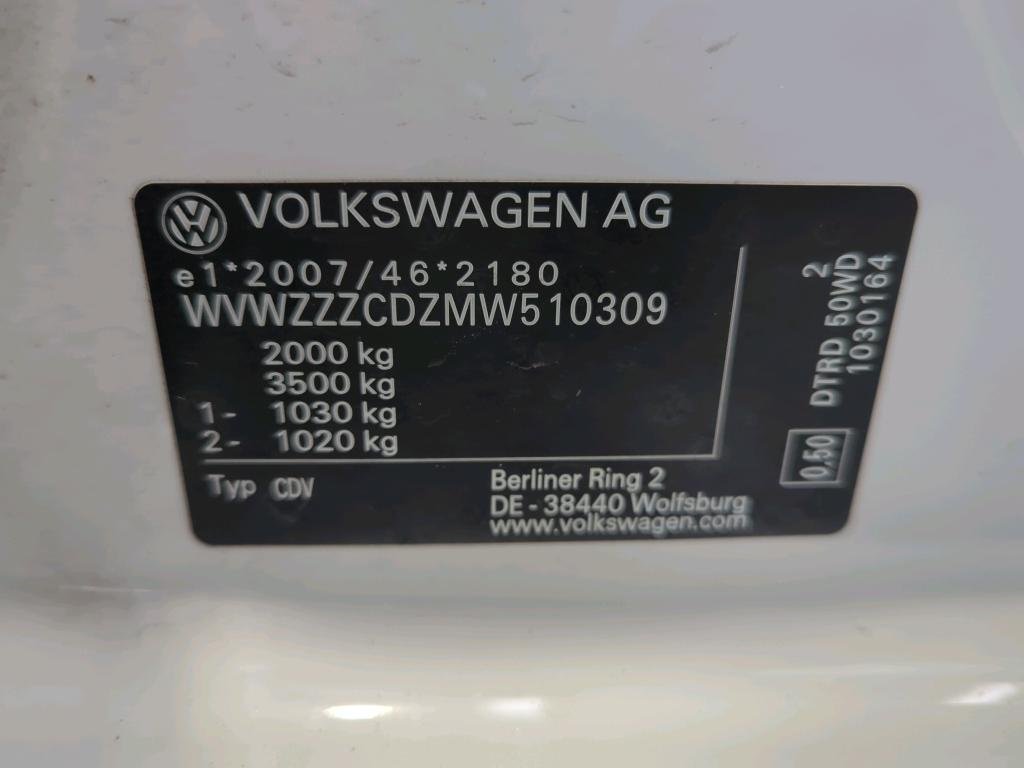 VOLKSWAGEN AG
e1*2007/46*2180
WVWZZZCDZMW510309
2000 kg
3500 kg
1- 1030 kg
2- 1020 kg
Typ CDV
Berliner Ring 2
DE-38440 Wolfsburg
www.volkswagen.com
2
DTRD 50WD
1030164
0,50